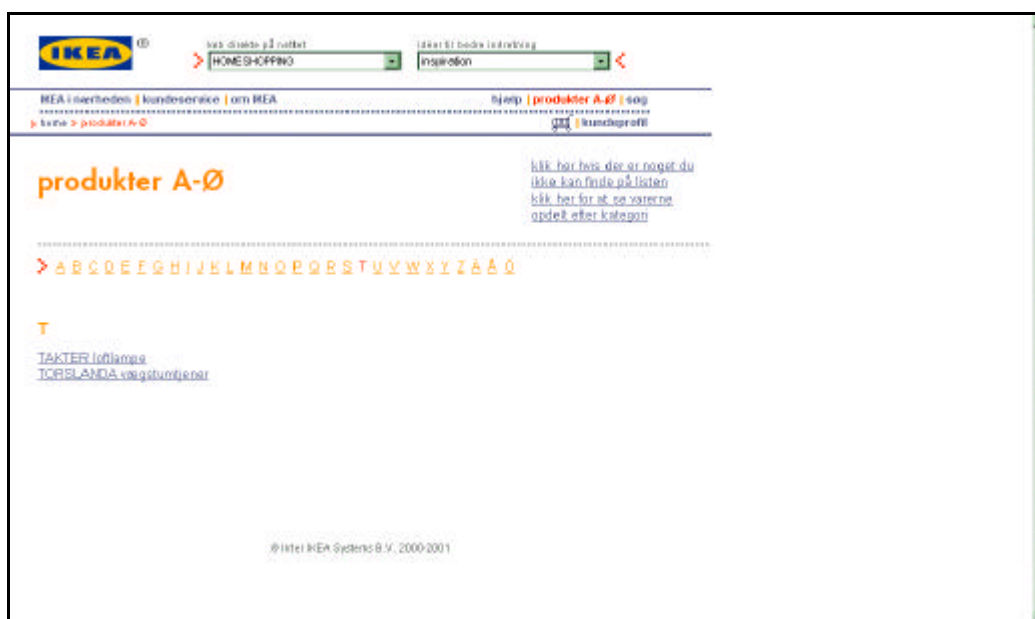 IKEA ®
køb direkte på nettet
idéer til bedre indretning
HOMESHOPPING
inspiration
IKEA i nærheden | kundeservice | om IKEA
hjælp | produkter A-Ø | søg
home > produkter A-Ø
kundeprofil
produkter A-Ø
klik her hvis der er noget du
ikke kan finde på listen
klik her for at se varerne
opdelt efter kategori
A B C D E F G H I J K L M N O P Q R S T U V W X Y Z Ä Å Ö
T
TAKTER loftlampe
TORSLANDA vægstumtjener
© Inter IKEA Systems B.V. 2000-2001